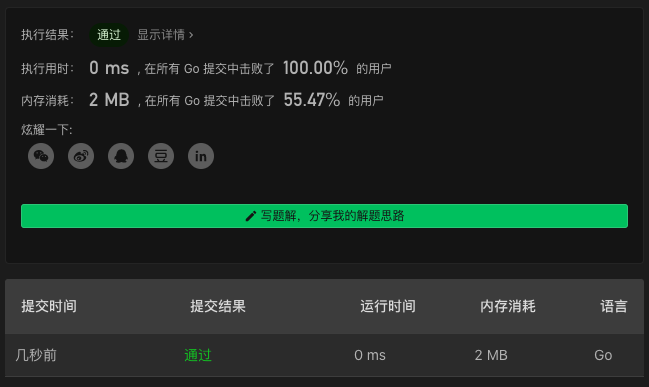 执行结果： 通过 显示详情 >
执行用时： 0 ms , 在所有 Go 提交中击败了 100.00% 的用户
内存消耗： 2 MB , 在所有 Go 提交中击败了 55.47% 的用户
炫耀一下:
豆 in
写题解，分享我的解题思路
提交时间 提交结果 运行时间 内存消耗 语言
几秒前 通过 0 ms 2 MB Go